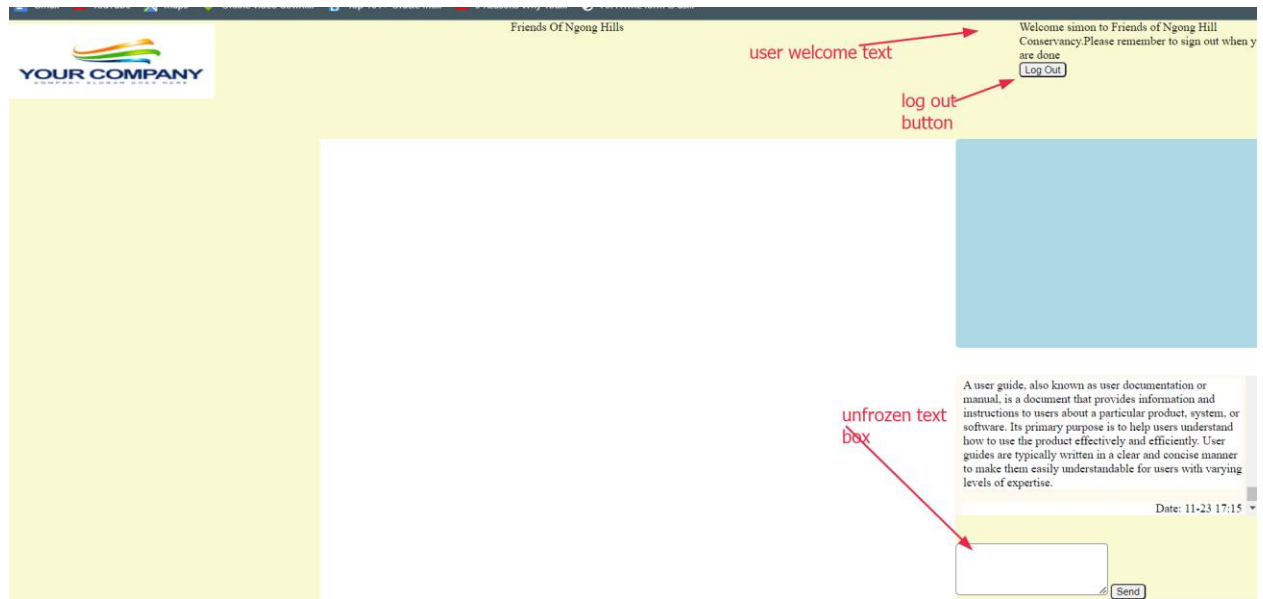 Friends Of Ngong Hills
YOUR COMPANY
COMPANY SLOGAN GOES HERE
user welcome text
Welcome simon to Friends of Ngong Hill
Conservancy.Please remember to sign out when y
are done
Log Out
log out
button
A user guide, also known as user documentation or
manual, is a document that provides information and
instructions to users about a particular product, system, or
software. Its primary purpose is to help users understand
how to use the product effectively and efficiently. User
guides are typically written in a clear and concise manner
to make them easily understandable for users with varying
levels of expertise.
Date: 11-23 17:15
unfrozen text
box
Send